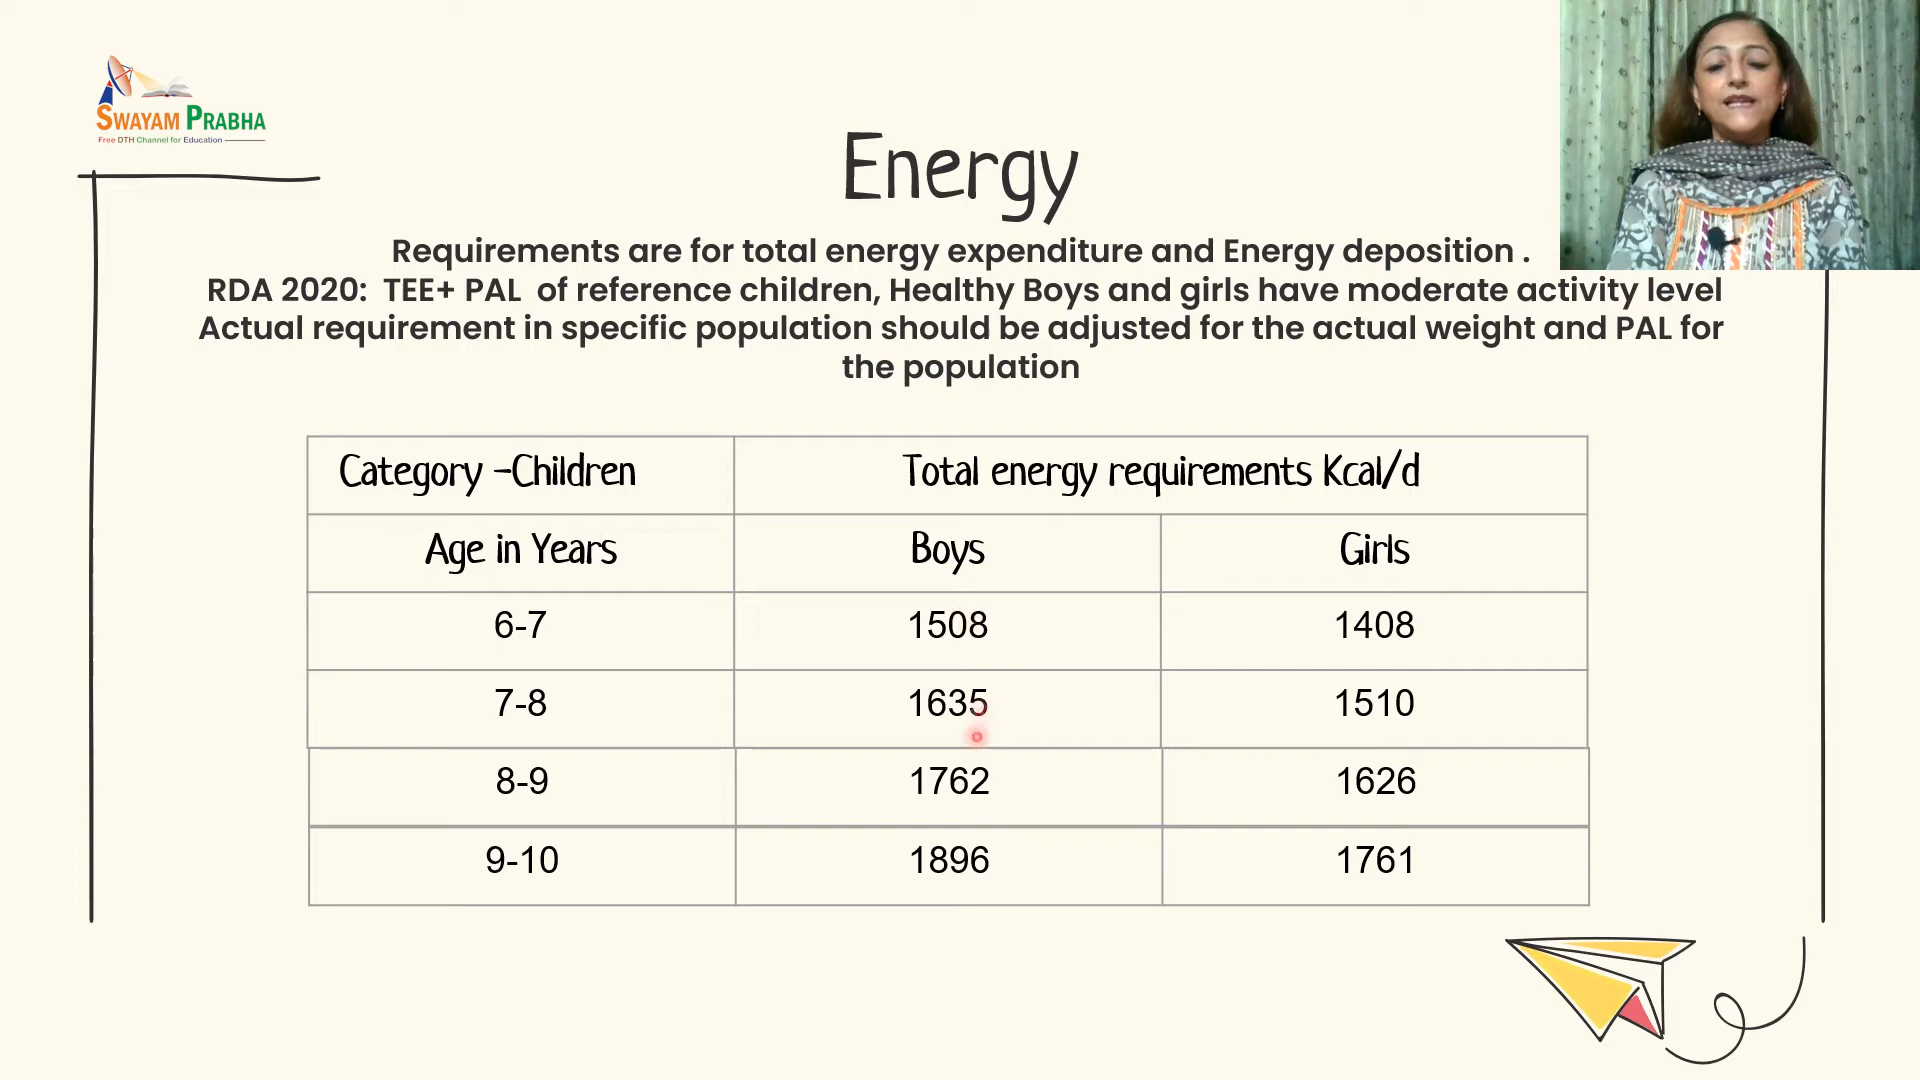 SWAYAM PRABHA
Free DTH Channel for Education
Energy
Requirements are for total energy expenditure and Energy deposition .
RDA 2020: TEE+ PAL of reference children, Healthy Boys and girls have moderate activity level
Actual requirement in specific population should be adjusted for the actual weight and PAL for
the population
Category -Children Total energy requirements Kcal/d
Age in Years Boys Girls
6-7 1508 1408
7-8 1635 1510
8-9 1762 1626
9-10 1896 1761